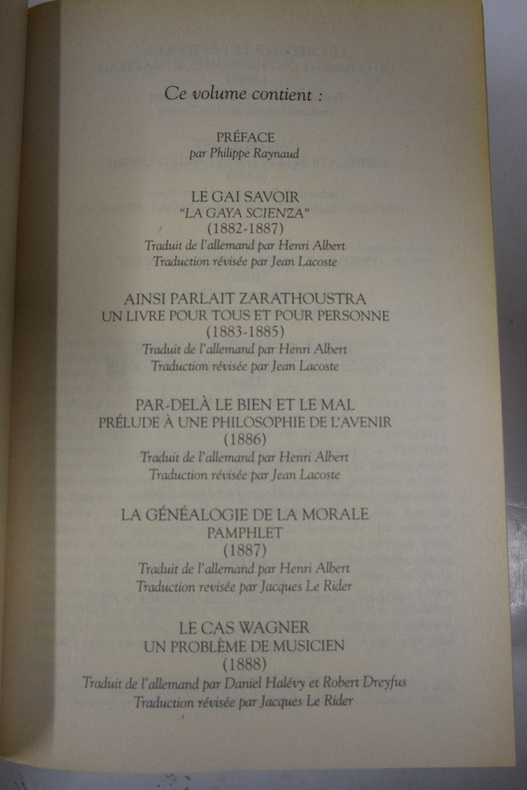 Ce volume contient :
PRÉFACE
par Philippe Raynaud
LE GAI SAVOIR
"LA GAYA SCIENZA"
(1882-1887)
Traduit de l'allemand par Henri Albert
Traduction révisée par Jean Lacoste
AINSI PARLAIT ZARATHOUSTRA
UN LIVRE POUR TOUS ET POUR PERSONNE
(1883-1885)
Traduit de l'allemand par Henri Albert
Traduction révisée par Jean Lacoste
PAR-DELÀ LE BIEN ET LE MAL
PRÉLUDE À UNE PHILOSOPHIE DE L'AVENIR
(1886)
Traduit de l'allemand par Henri Albert
Traduction révisée par Jean Lacoste
LA GÉNÉALOGIE DE LA MORALE
PAMPHLET
(1887)
Traduit de l'allemand par Henri Albert
Traduction revisée par Jacques Le Rider
LE CAS WAGNER
UN PROBLÈME DE MUSICIEN
(1888)
Traduit de l'allemand par Daniel Halévy et Robert Dreyfus
Traduction révisée par Jacques Le Rider